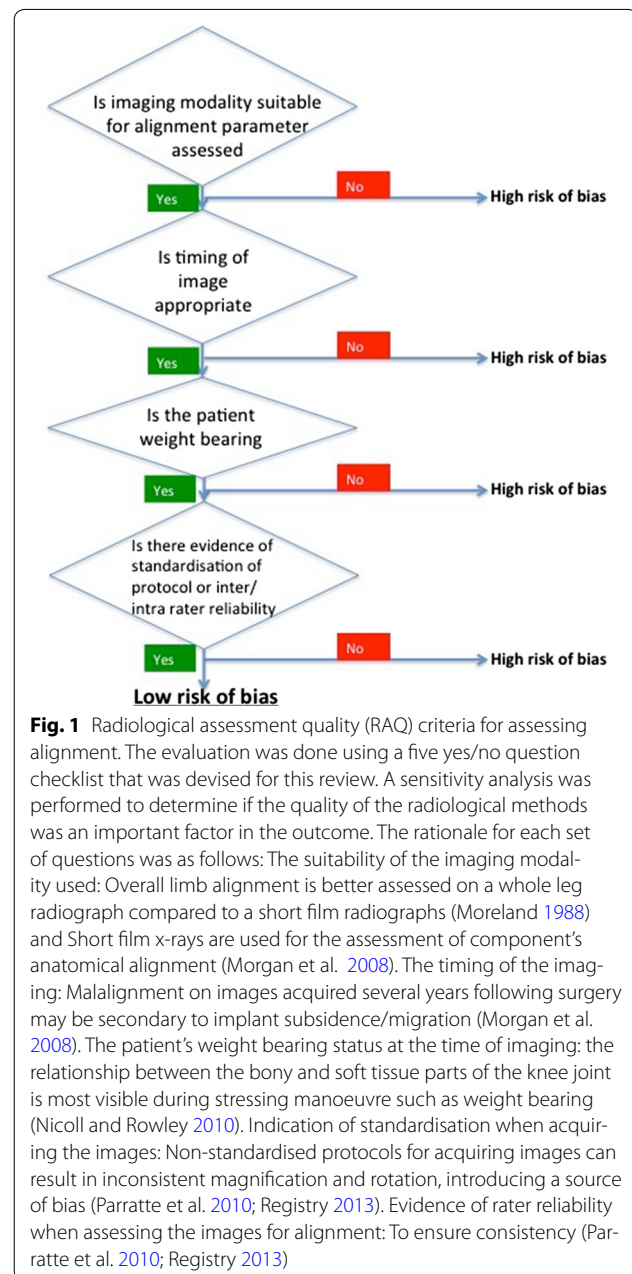 Is imaging modality suitable
for alignment parameter
assessed
Yes
No
High risk of bias
Is timing of
image
appropriate
Yes
No
High risk of bias
Is the patient
weight bearing
Yes
No
High risk of bias
Is there evidence of
standardisation of
protocol or inter/
intra rater reliability
Yes
No
High risk of bias
Low risk of bias
Fig. 1 Radiological assessment quality (RAQ) criteria for assessing
alignment. The evaluation was done using a five yes/no question
checklist that was devised for this review. A sensitivity analysis was
performed to determine if the quality of the radiological methods
was an important factor in the outcome. The rationale for each set
of questions was as follows: The suitability of the imaging modal-
ity used: Overall limb alignment is better assessed on a whole leg
radiograph compared to a short film radiographs (Moreland 1988)
and Short film x-rays are used for the assessment of component's
anatomical alignment (Morgan et al. 2008). The timing of the imag-
ing: Malalignment on images acquired several years following surgery
may be secondary to implant subsidence/migration (Morgan et al.
2008). The patient's weight bearing status at the time of imaging: the
relationship between the bony and soft tissue parts of the knee joint
is most visible during stressing manoeuvre such as weight bearing
(Nicoll and Rowley 2010). Indication of standardisation when acquir-
ing the images: Non-standardised protocols for acquiring images can
result in inconsistent magnification and rotation, introducing a source
of bias (Parratte et al. 2010; Registry 2013). Evidence of rater reliability
when assessing the images for alignment: To ensure consistency (Par-
ratte et al. 2010; Registry 2013)